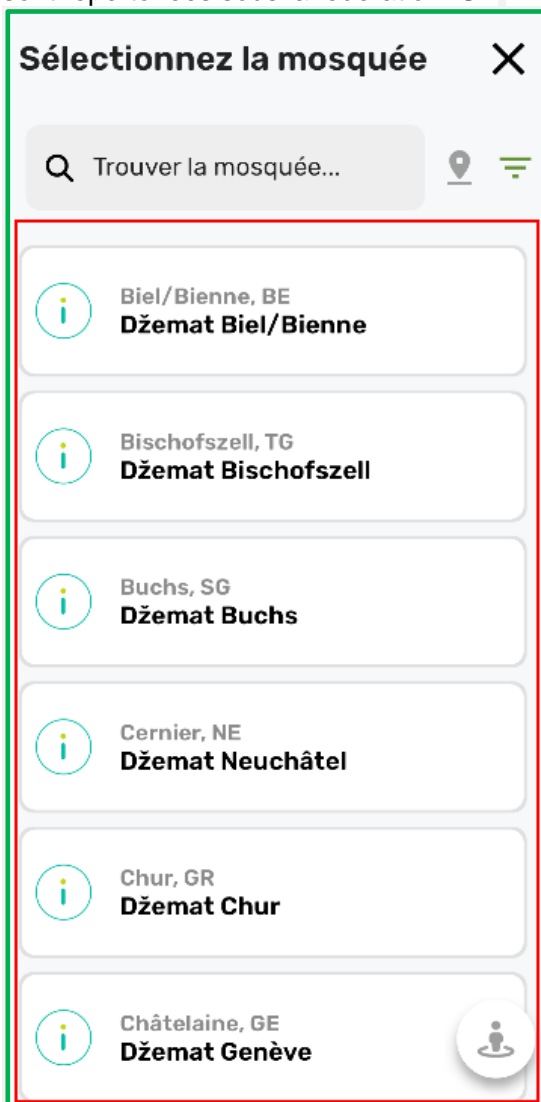 Sélectionnez la mosquée
Trouver la mosquée...
Biel/Bienne, BE
Džemat Biel/Bienne
Bischofszell, TG
Džemat Bischofszell
Buchs, SG
Džemat Buchs
Cernier, NE
Džemat Neuchâtel
Chur, GR
Džemat Chur
Châtelaine, GE
Džemat Genève